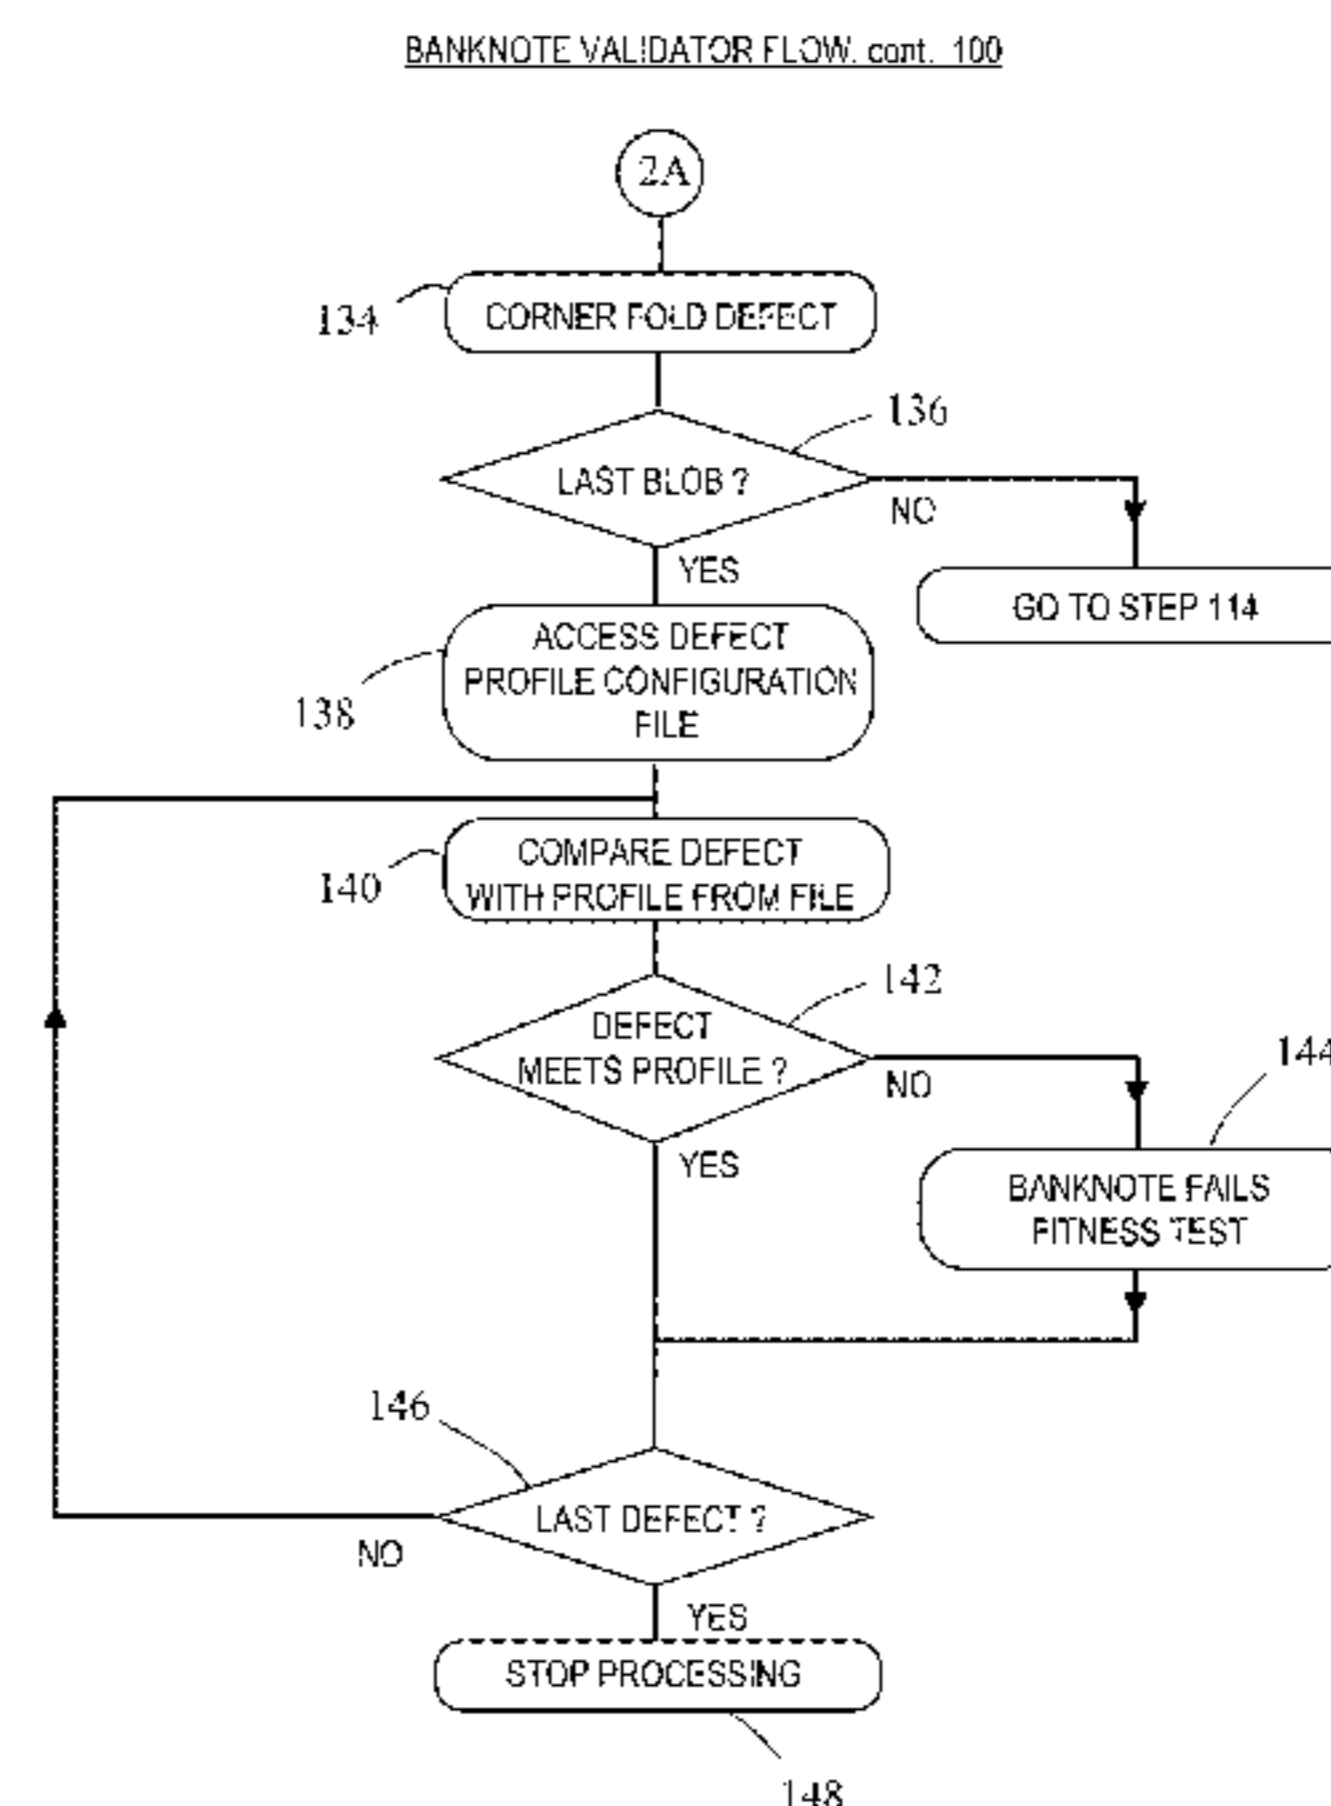 BANKNOTE VALIDATOR FLOW. cont. 100
2A
134
CORNER FOLD DEFECT
136
LAST BLOB ?
NO
YES
GO TO STEP 114
ACCESS DEFECT
PROFILE CONFIGURATION
FILE
138
COMPARE DEFECT
WITH PROFILE FROM FILE
140
142
DEFECT
MEETS PROFILE ?
NO
144
YES
BANKNOTE FAILS
FITNESS TEST
146
LAST DEFECT ?
NO
YES
STOP PROCESSING
148